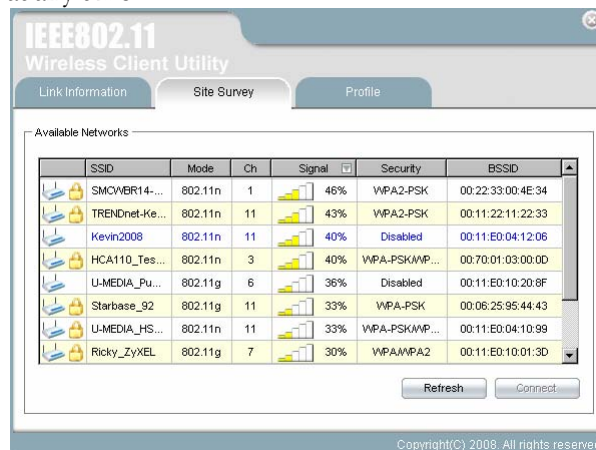 IEEE802.11
Wireless Client Utility
Link Information Site Survey Profile
Available Networks
SSID Mode Ch Signal Security BSSID
SMCWBR14-... 802.11n 1 46% WPA2-PSK 00:22:33:00:4E:34
TRENDnet-Ke... 802.11n 11 43% WPA2-PSK 00:11:22:11:22:33
Kevin2008 802.11n 11 40% Disabled 00:11:E0:04:12:06
HCA110_Tes... 802.11n 3 40% WPA-PSK/WP... 00:70:01:03:00:0D
U-MEDIA_Pu... 802.11g 6 36% Disabled 00:11:E0:10:20:8F
Starbase_92 802.11g 11 33% WPA-PSK 00:06:25:95:44:43
U-MEDIA_HS... 802.11n 11 33% WPA-PSK/WP... 00:11:E0:04:10:99
Ricky_ZyXEL 802.11g 7 30% WPA/WPA2 00:11:E0:10:01:3D
Refresh Connect
Copyright(C) 2008. All rights reserve